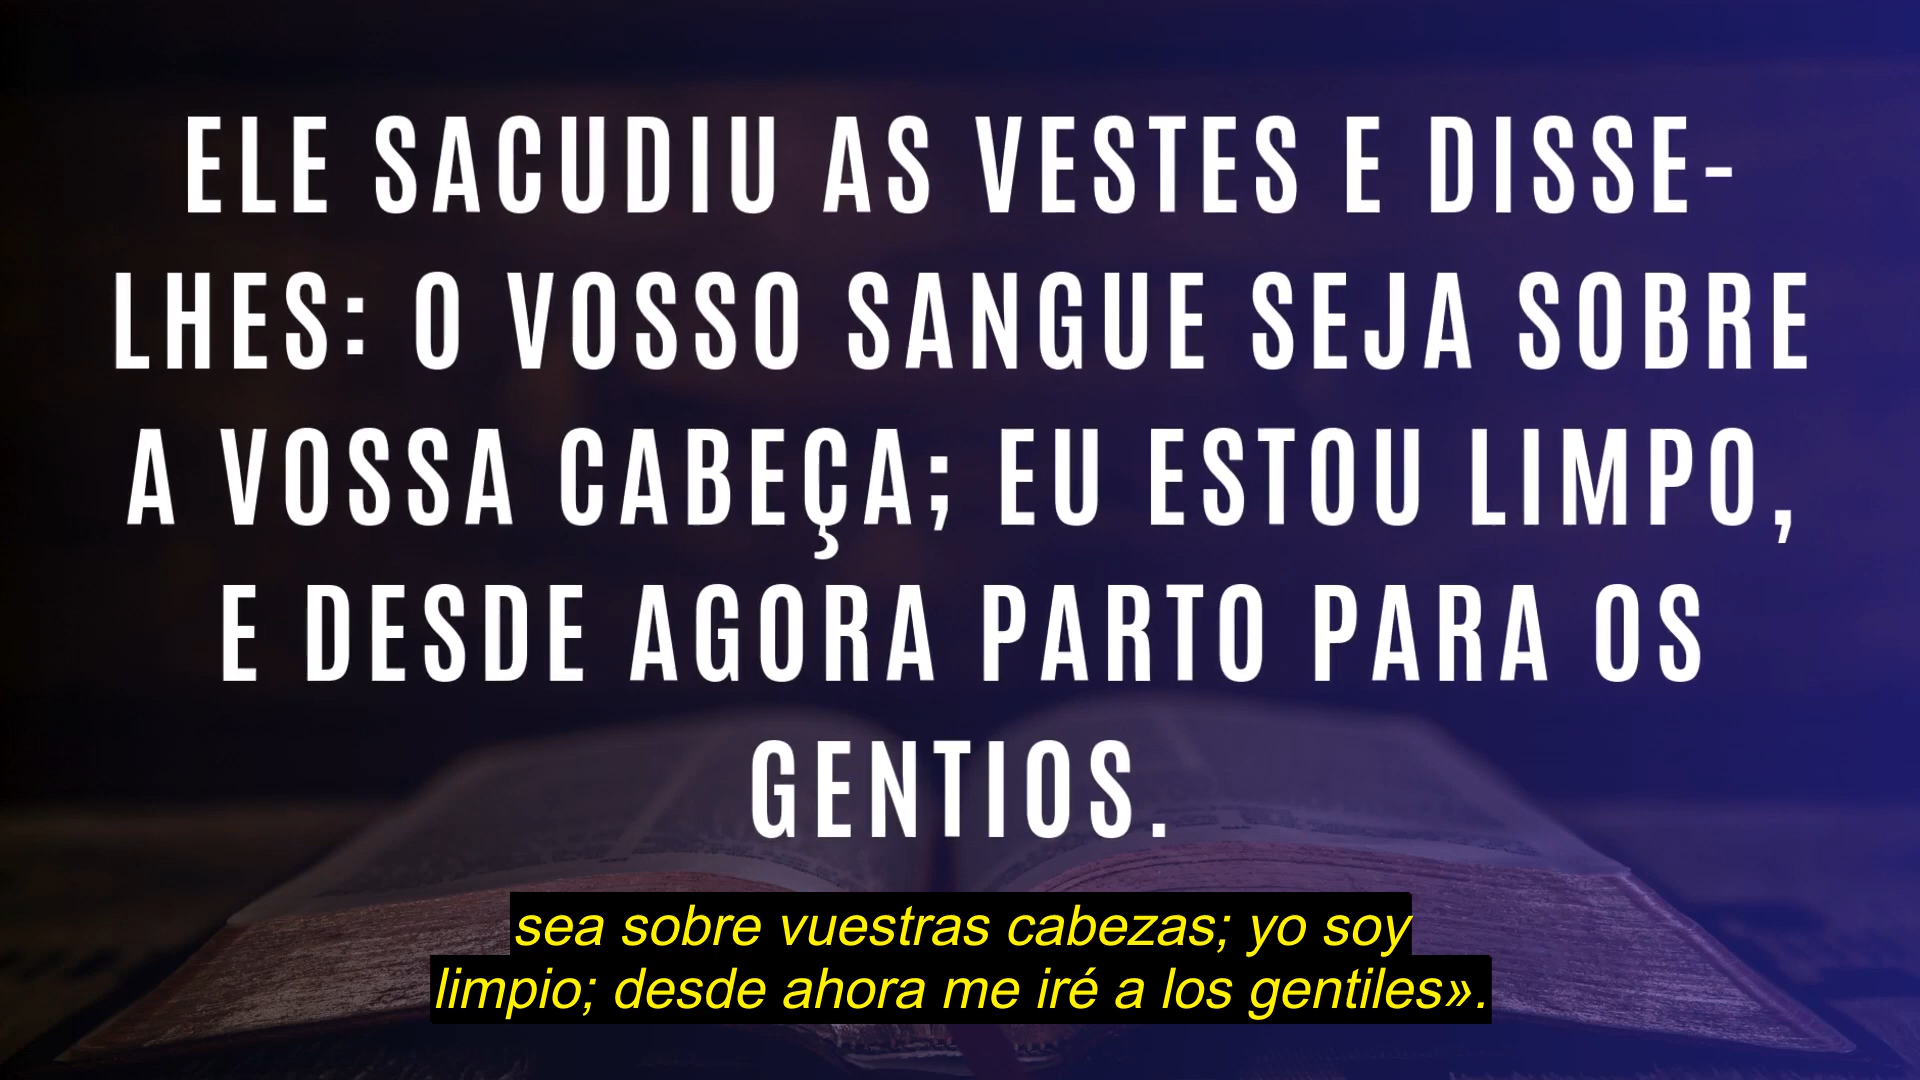 ELE SACUDIU AS VESTES E DISSE-
LHES: O VOSSO SANGUE SEJA SOBRE
A VOSSA CABEÇA; EU ESTOU LIMPO,
E DESDE AGORA PARTO PARA OS
GENTIOS.
sea sobre vuestras cabezas; yo soy
limpio; desde ahora me iré a los gentiles».